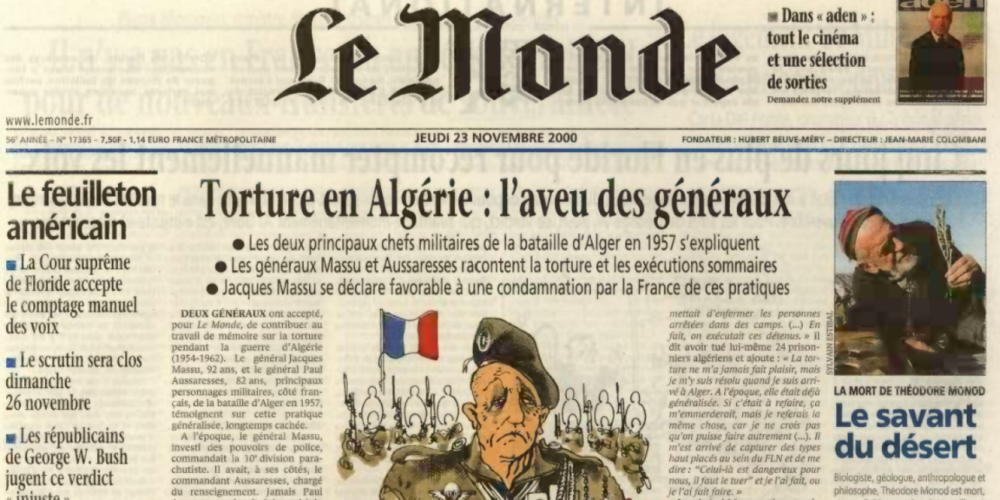 Le Monde
Dans « aden » :
tout le cinéma
et une sélection
de sorties
Demandez notre supplément
aden
www.lemonde.fr
56e ANNÉE – No 17365 – 7,50F - 1,14 EURO FRANCE MÉTROPOLITAINE
JEUDI 23 NOVEMBRE 2000
FONDATEUR : HUBERT BEUVE-MÉRY – DIRECTEUR : JEAN-MARIE COLOMBANI
Le feuilleton
américain
La Cour suprême
de Floride accepte
le comptage manuel
des voix
Le scrutin sera clos
dimanche
26 novembre
Les républicains
de George W. Bush
jugent ce verdict
« injuste »
Torture en Algérie : l'aveu des généraux
● Les deux principaux chefs militaires de la bataille d'Alger en 1957 s'expliquent
● Les généraux Massu et Aussaresses racontent la torture et les exécutions sommaires
● Jacques Massu se déclare favorable à une condamnation par la France de ces pratiques
DEUX GÉNÉRAUX ont accepté,
pour Le Monde, de contribuer au
travail de mémoire sur la torture
pendant la guerre d'Algérie
(1954-1962). Le général Jacques
Massu, 92 ans, et le général Paul
Aussaresses, 82 ans, principaux
personnages militaires, côté fran-
çais, de la bataille d'Alger en 1957,
témoignent sur cette pratique
généralisée, longtemps cachée.
A l'époque, le général Massu,
investi des pouvoirs de police,
commandait la 10e division para-
chutiste. Il avait, à ses côtés, le
commandant Aussaresses, chargé
du renseignement. Jamais Paul
mettait d'enfermer les personnes
arrêtées dans des camps. (...) En
fait, on exécutait ces détenus. » Il
dit avoir tué lui-même 24 prison-
niers algériens et ajoute : « La tor-
ture ne m'a jamais fait plaisir, mais
je m'y suis résolu quand je suis arri-
vé à Alger. A l'époque, elle était déjà
généralisée. Si c'était à refaire, ça
m'emmerderait, mais je referais la
même chose, car je ne crois pas
qu'on puisse faire autrement (...). Il
m'est arrivé de capturer des types
haut placés au sein du FLN et de me
dire : "Celui-là est dangereux pour
nous, il faut le tuer" et je l'ai fait, ou
je l'ai fait faire. »
SYLVAIN ESTIBAL
LA MORT DE THÉODORE MONOD
Le savant
du désert
Biologiste, géologue, anthropologue et
philosophe, Théodore Monod est mort